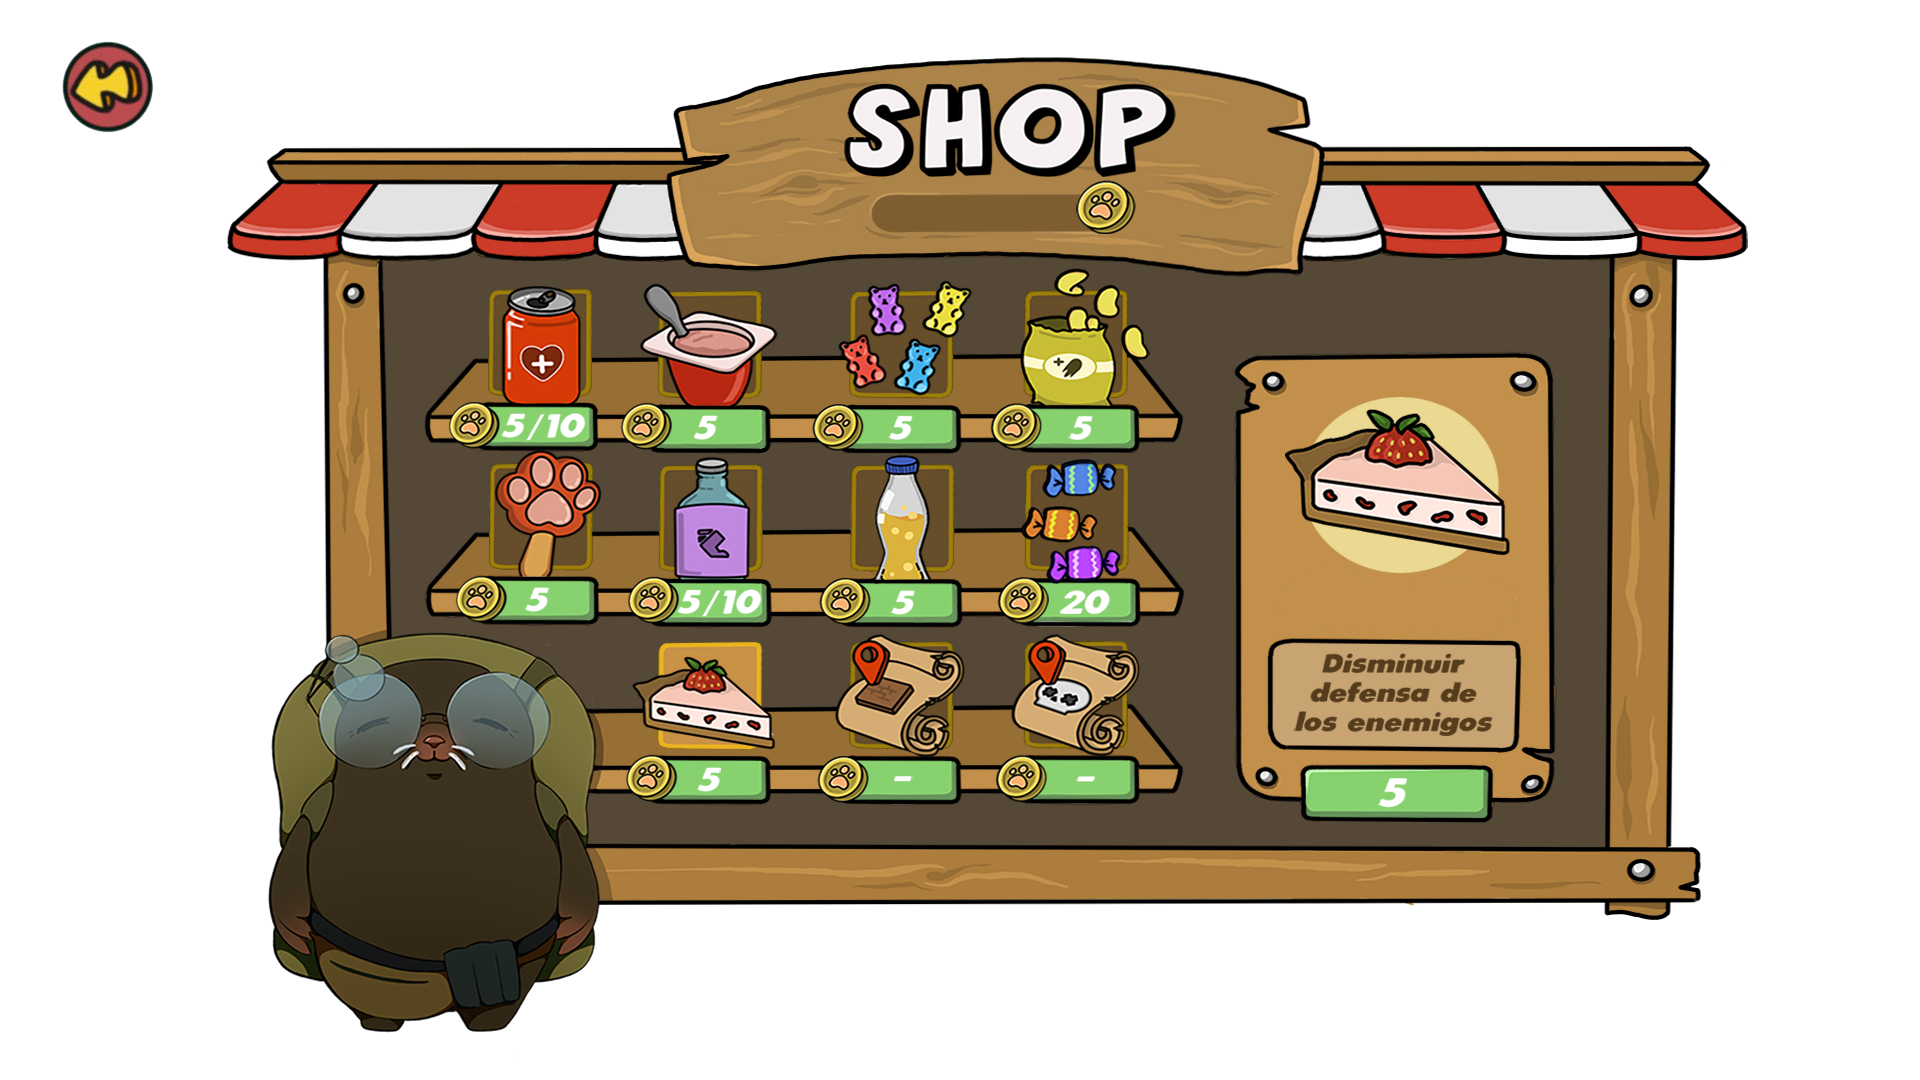 SHOP
5/10 5 5 5
5 5/10 5 20
5 - -
Disminuir
defensa de
los enemigos
5